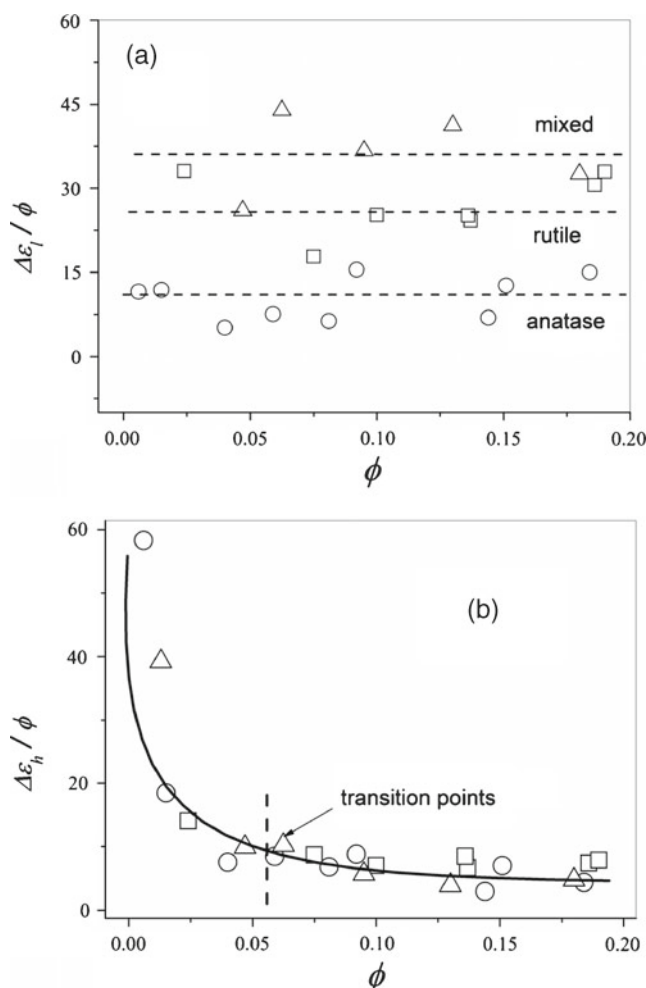 (a)
60
45
30
15
0
mixed
rutile
anatase
Δε_l / ϕ
0.00 0.05 0.10 0.15 0.20
ϕ
(b)
60
40
20
0
transition points
Δε_h / ϕ
0.00 0.05 0.10 0.15 0.20
ϕ